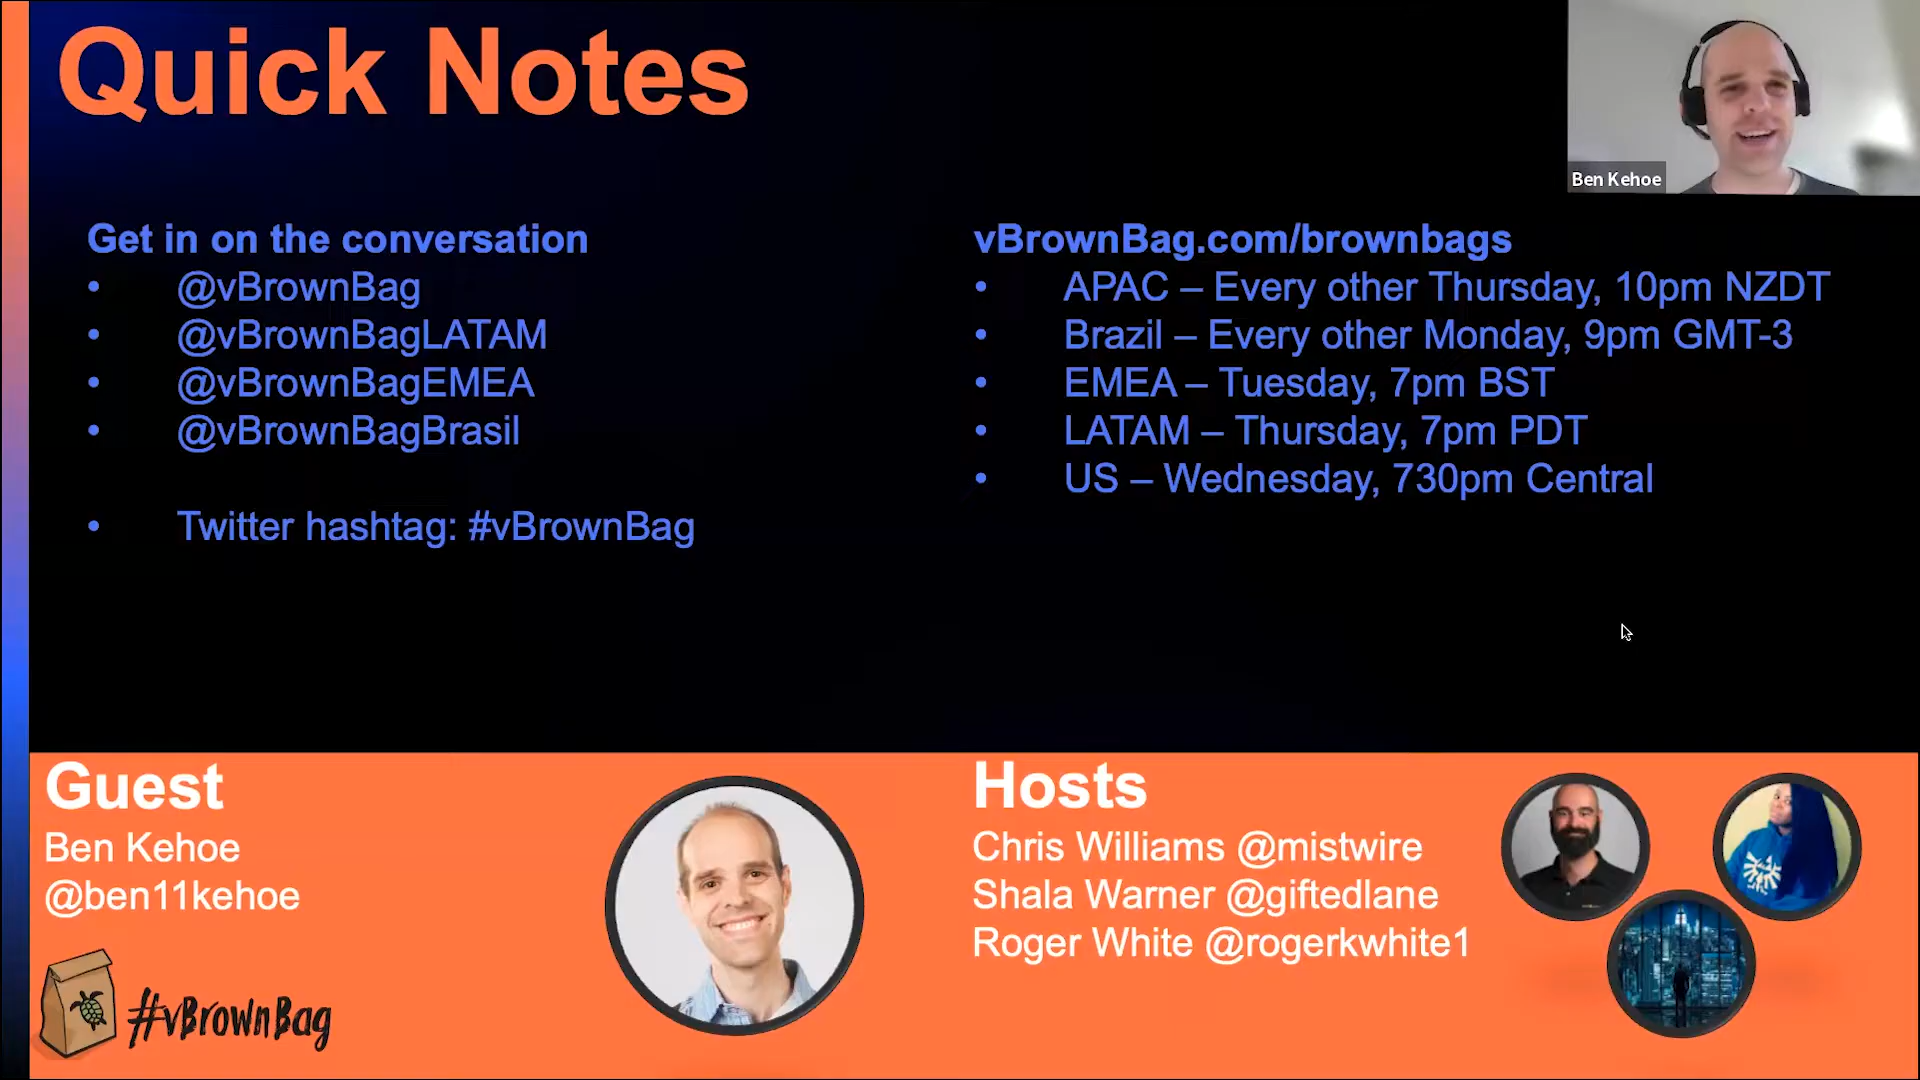 Quick Notes
Ben Kehoe
Get in on the conversation
• @vBrownBag
• @vBrownBagLATAM
• @vBrownBagEMEA
• @vBrownBagBrasil
• Twitter hashtag: #vBrownBag
vBrownBag.com/brownbags
• APAC – Every other Thursday, 10pm NZDT
• Brazil – Every other Monday, 9pm GMT-3
• EMEA – Tuesday, 7pm BST
• LATAM – Thursday, 7pm PDT
• US – Wednesday, 730pm Central
Guest
Ben Kehoe
@ben11kehoe
#vBrownBag
Hosts
Chris Williams @mistwire
Shala Warner @giftedlane
Roger White @rogerkwhite1